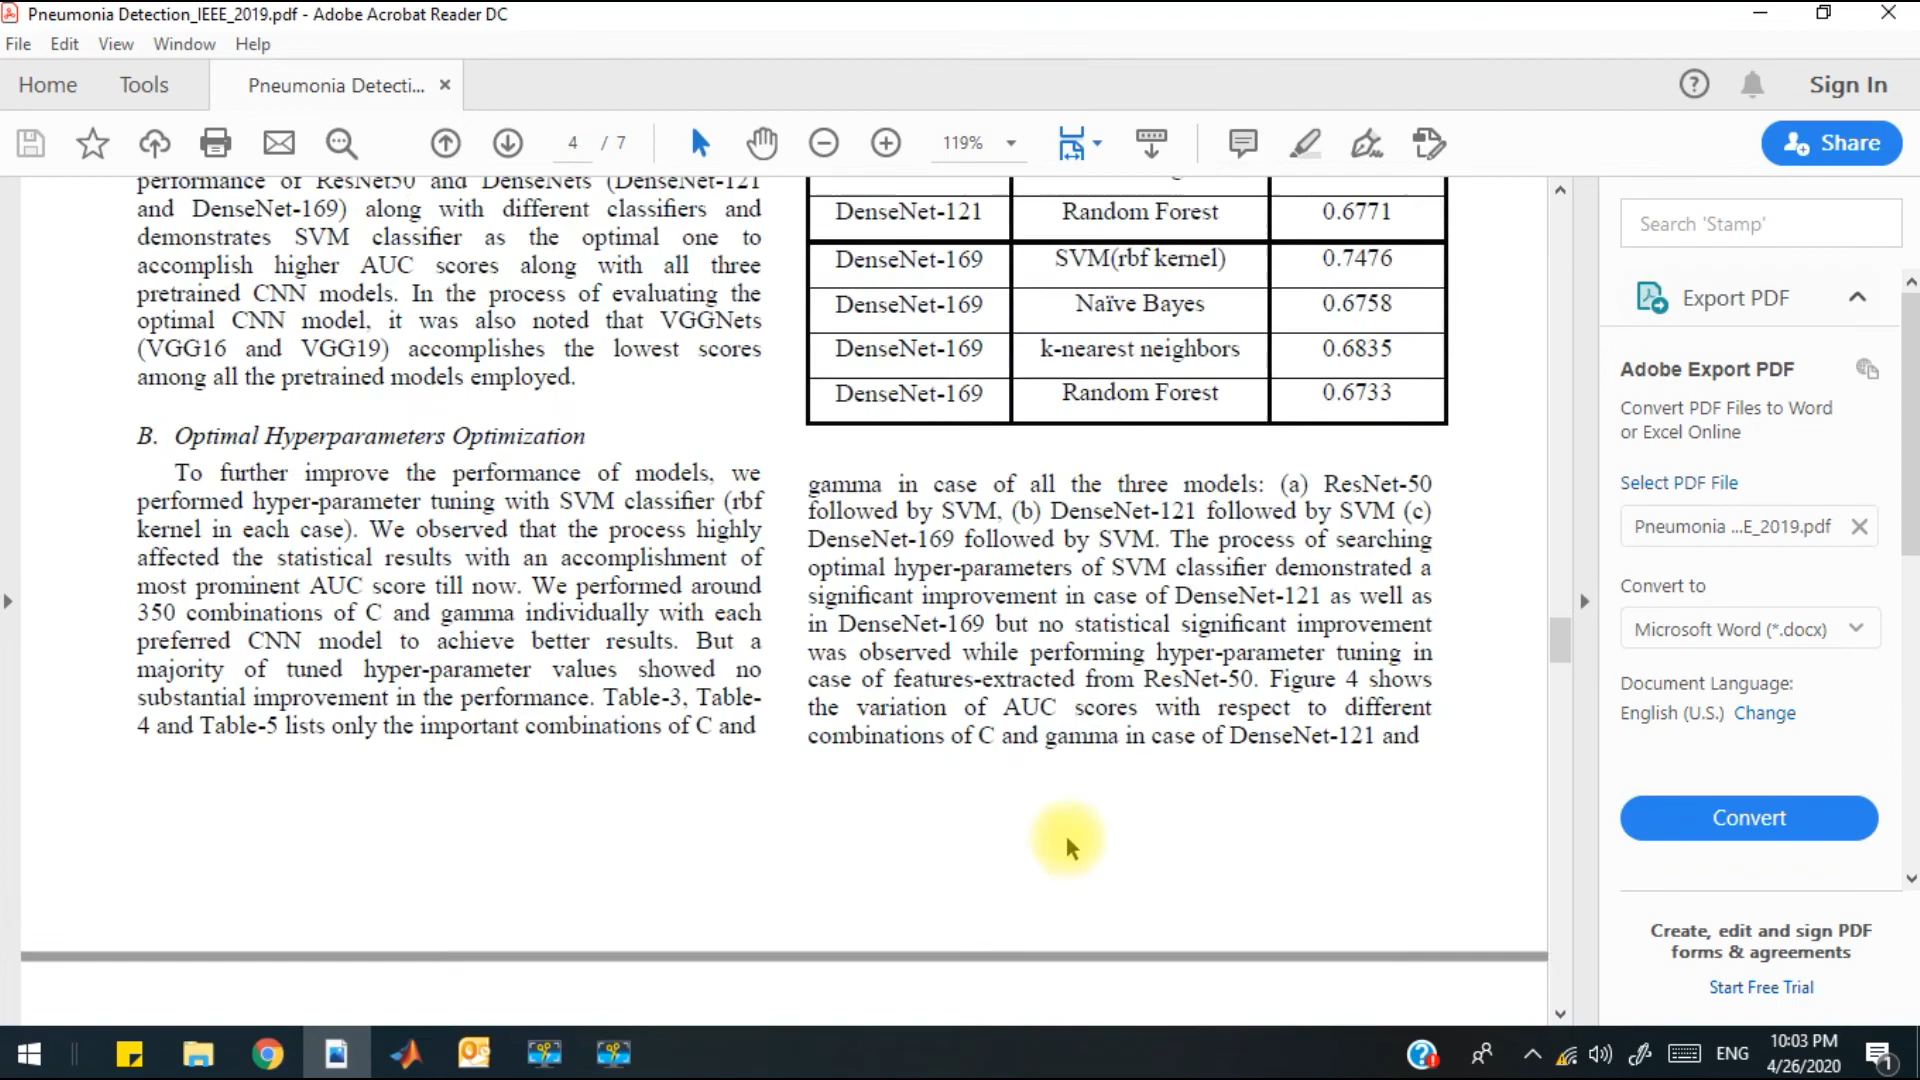 Pneumonia Detection_IEEE_2019.pdf - Adobe Acrobat Reader DC
File Edit View Window Help
Home Tools Pneumonia Detecti... × Sign In
4 / 7 119% Share
performance of ResNet50 and DenseNets (DenseNet-121
and DenseNet-169) along with different classifiers and
demonstrates SVM classifier as the optimal one to
accomplish higher AUC scores along with all three
pretrained CNN models. In the process of evaluating the
optimal CNN model, it was also noted that VGGNets
(VGG16 and VGG19) accomplishes the lowest scores
among all the pretrained models employed.
B. Optimal Hyperparameters Optimization
To further improve the performance of models, we
performed hyper-parameter tuning with SVM classifier (rbf
kernel in each case). We observed that the process highly
affected the statistical results with an accomplishment of
most prominent AUC score till now. We performed around
350 combinations of C and gamma individually with each
preferred CNN model to achieve better results. But a
majority of tuned hyper-parameter values showed no
substantial improvement in the performance. Table-3, Table-
4 and Table-5 lists only the important combinations of C and
DenseNet-121 Random Forest 0.6771
DenseNet-169 SVM(rbf kernel) 0.7476
DenseNet-169 Naïve Bayes 0.6758
DenseNet-169 k-nearest neighbors 0.6835
DenseNet-169 Random Forest 0.6733
gamma in case of all the three models: (a) ResNet-50
followed by SVM, (b) DenseNet-121 followed by SVM (c)
DenseNet-169 followed by SVM. The process of searching
optimal hyper-parameters of SVM classifier demonstrated a
significant improvement in case of DenseNet-121 as well as
in DenseNet-169 but no statistical significant improvement
was observed while performing hyper-parameter tuning in
case of features-extracted from ResNet-50. Figure 4 shows
the variation of AUC scores with respect to different
combinations of C and gamma in case of DenseNet-121 and
Search 'Stamp'
Export PDF
Adobe Export PDF
Convert PDF Files to Word
or Excel Online
Select PDF File
Pneumonia ...E_2019.pdf
Convert to
Microsoft Word (*.docx)
Document Language:
English (U.S.) Change
Convert
Create, edit and sign PDF
forms & agreements
Start Free Trial
ENG
10:03 PM
4/26/2020
1